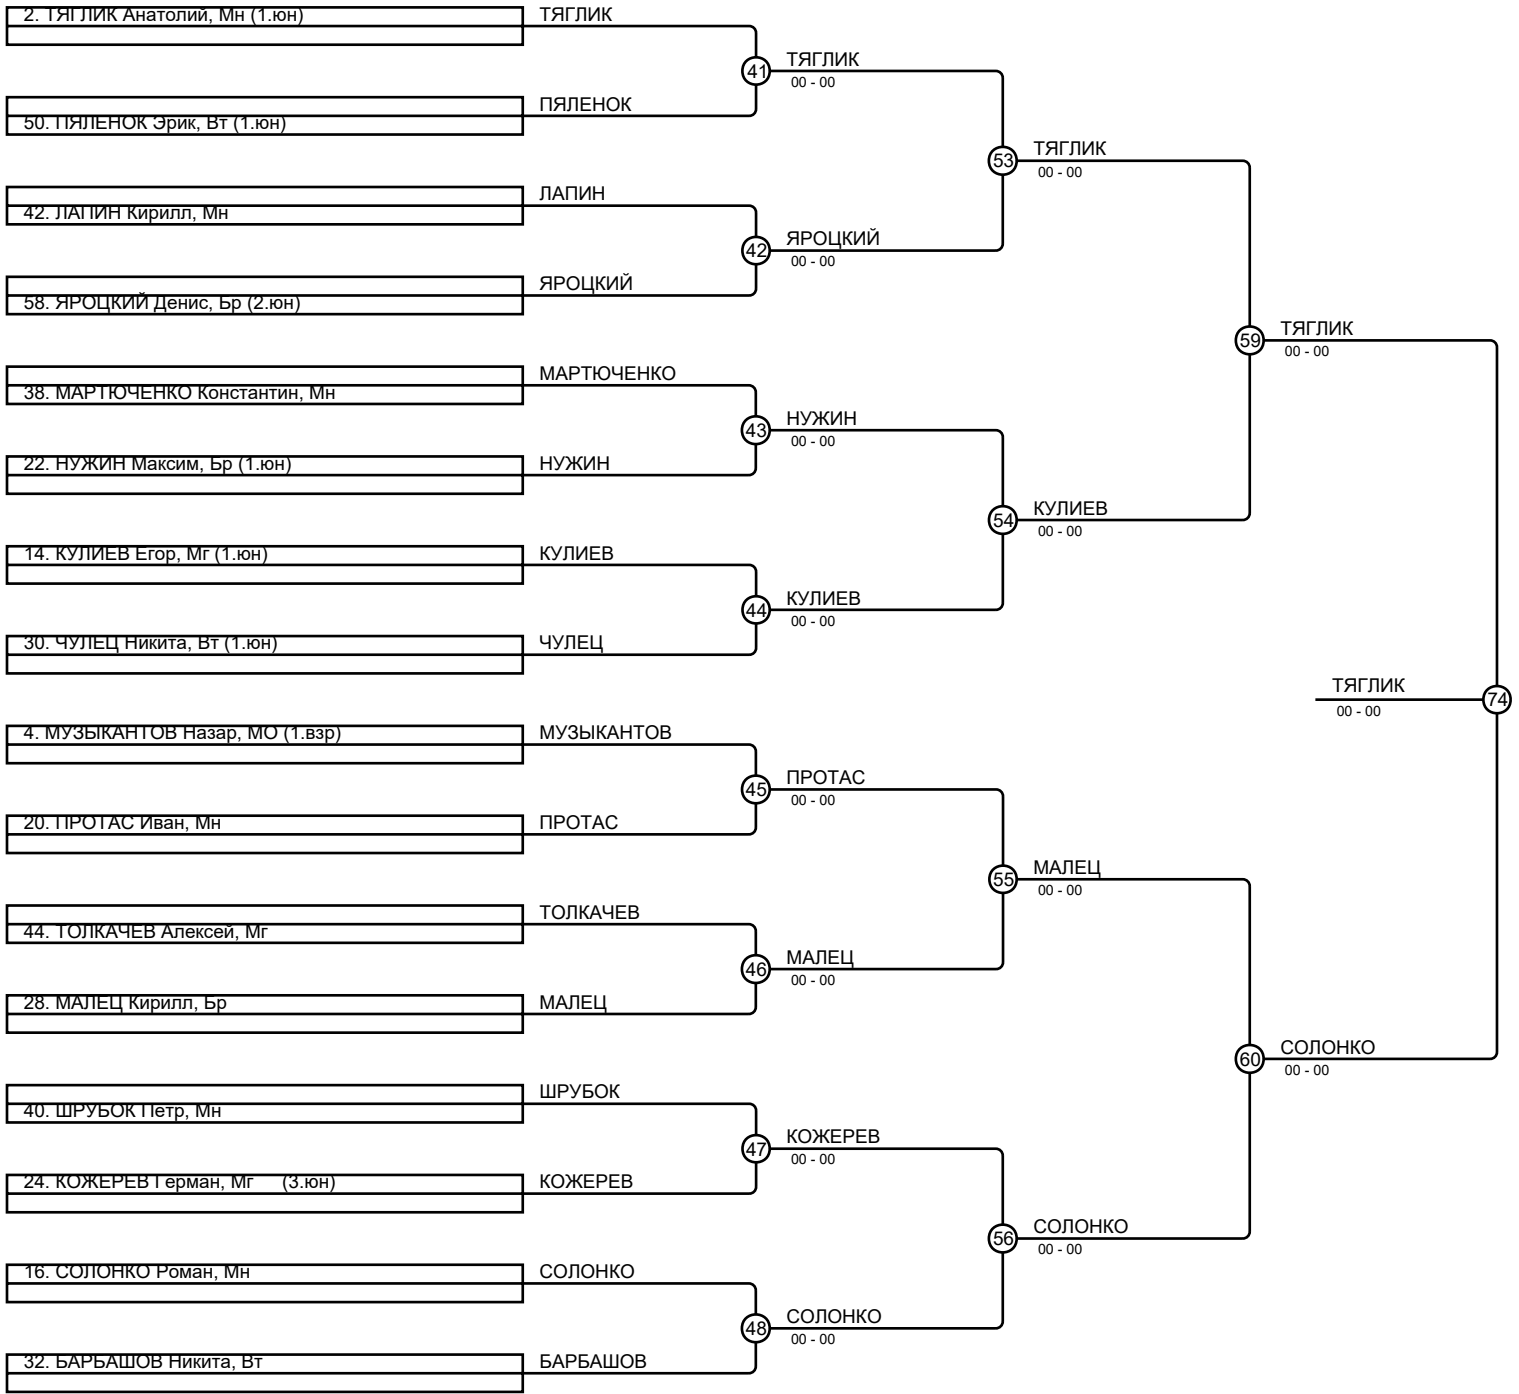 2. ТЯГЛИК Анатолий, Мн (1.юн)
ТЯГЛИК
41
ТЯГЛИК
00 - 00
50. ПЯЛЕНОК Эрик, Вт (1.юн)
ПЯЛЕНОК
53
ТЯГЛИК
00 - 00
42. ЛАПИН Кирилл, Мн
ЛАПИН
42
ЯРОЦКИЙ
00 - 00
58. ЯРОЦКИЙ Денис, Бр (2.юн)
ЯРОЦКИЙ
59
ТЯГЛИК
00 - 00
38. МАРТЮЧЕНКО Константин, Мн
МАРТЮЧЕНКО
43
НУЖИН
00 - 00
22. НУЖИН Максим, Бр (1.юн)
НУЖИН
54
КУЛИЕВ
00 - 00
14. КУЛИЕВ Егор, Мг (1.юн)
КУЛИЕВ
44
КУЛИЕВ
00 - 00
30. ЧУЛЕЦ Никита, Вт (1.юн)
ЧУЛЕЦ
ТЯГЛИК
00 - 00
74
4. МУЗЫКАНТОВ Назар, МО (1.взр)
МУЗЫКАНТОВ
45
ПРОТАС
00 - 00
20. ПРОТАС Иван, Мн
ПРОТАС
55
МАЛЕЦ
00 - 00
44. ТОЛКАЧЕВ Алексей, Мг
ТОЛКАЧЕВ
46
МАЛЕЦ
00 - 00
28. МАЛЕЦ Кирилл, Бр
МАЛЕЦ
60
СОЛОНКО
00 - 00
40. ШРУБОК Петр, Мн
ШРУБОК
47
КОЖЕРЕВ
00 - 00
24. КОЖЕРЕВ Герман, Мг (3.юн)
КОЖЕРЕВ
56
СОЛОНКО
00 - 00
16. СОЛОНКО Роман, Мн
СОЛОНКО
48
СОЛОНКО
00 - 00
32. БАРБАШОВ Никита, Вт
БАРБАШОВ